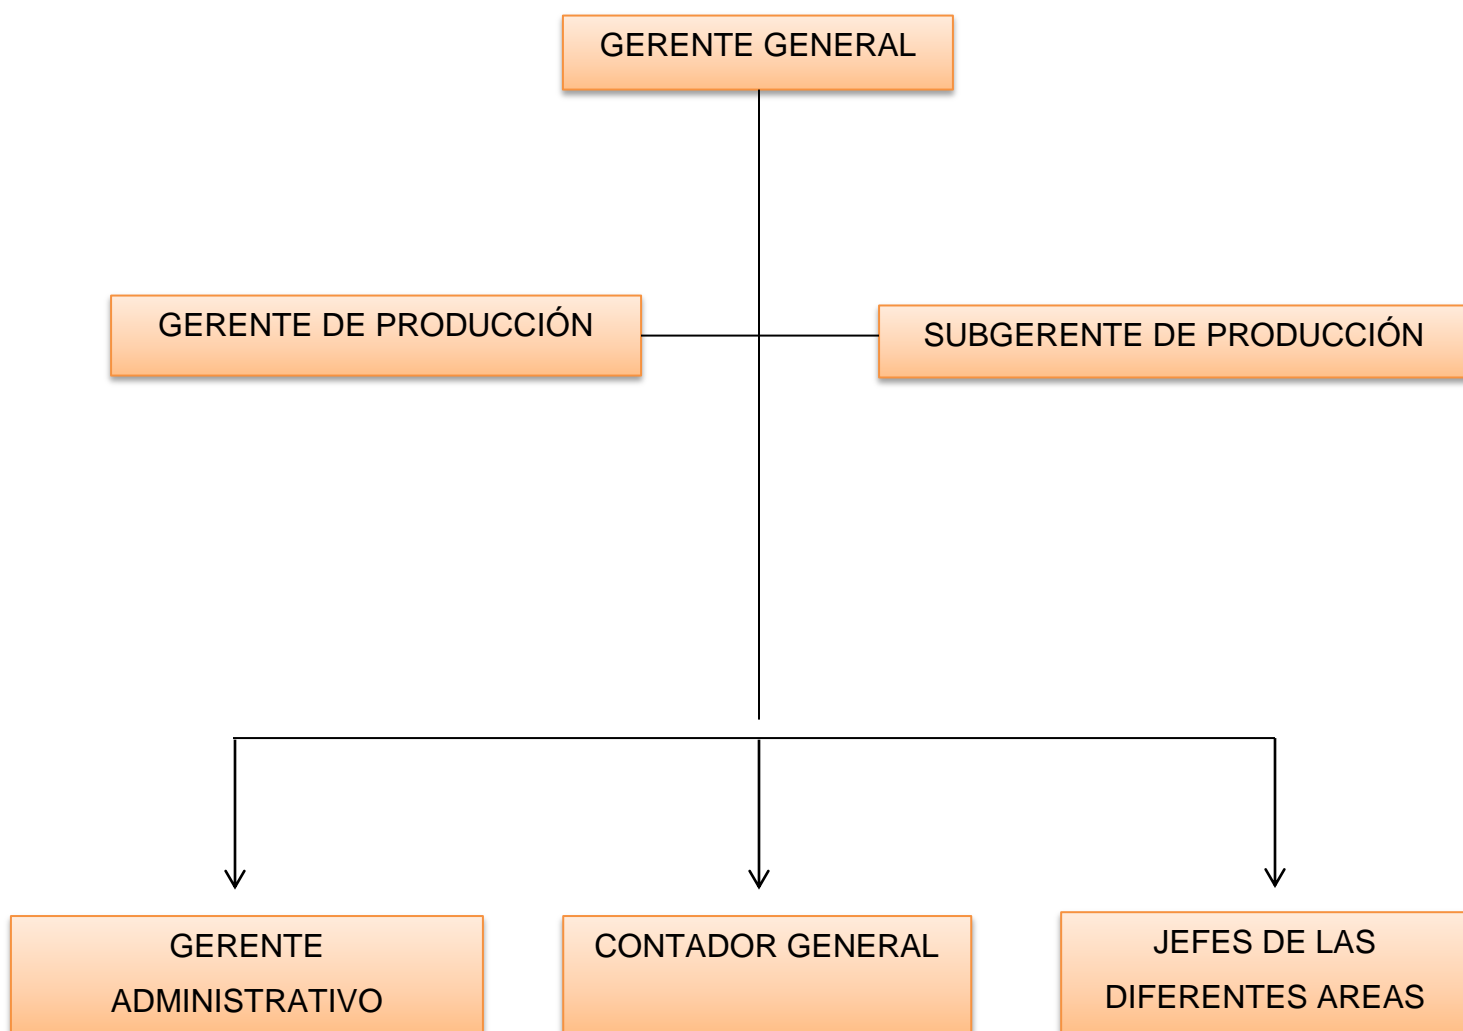 GERENTE GENERAL
GERENTE DE PRODUCCIÓN
SUBGERENTE DE PRODUCCIÓN
GERENTE
ADMINISTRATIVO
CONTADOR GENERAL
JEFES DE LAS
DIFERENTES AREAS